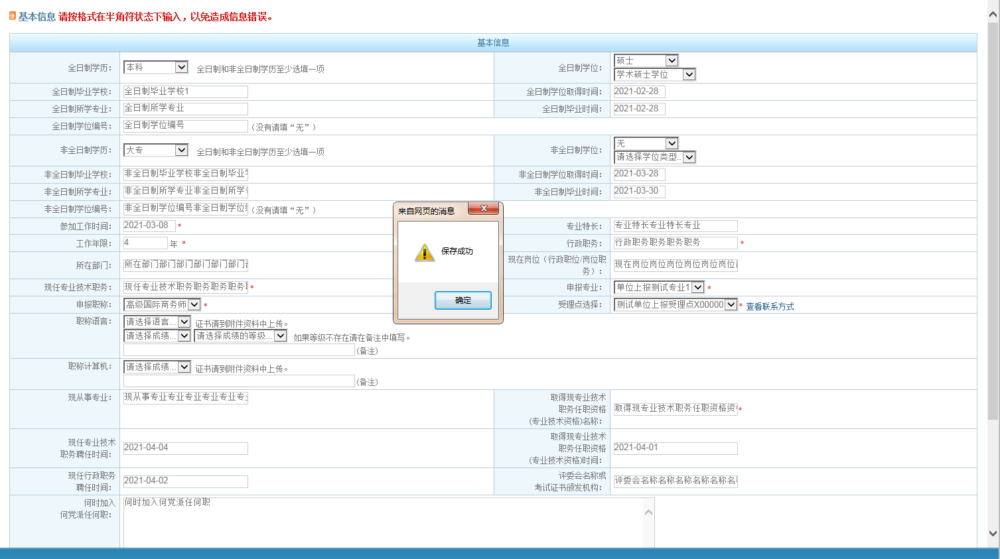 基本信息 请按格式在半角符状态下输入，以免造成信息错误。
基本信息
全日制学历： 本科 全日制和非全日制学历至少选填一项 全日制学位： 硕士
学术硕士学位
全日制毕业学校： 全日制毕业学校1 全日制学位取得时间： 2021-02-28
全日制所学专业： 全日制所学专业 全日制毕业时间： 2021-02-28
全日制学位编号： 全日制学位编号 （没有请填“无”）
非全日制学历： 大专 全日制和非全日制学历至少选填一项 非全日制学位： 无
请选择学位类型..
非全日制毕业学校： 非全日制毕业学校非全日制毕业 非全日制学位取得时间： 2021-03-28
非全日制所学专业： 非全日制所学专业非全日制所学 非全日制毕业时间： 2021-03-30
非全日制学位编号： 非全日制学位编号非全日制学位 （没有请填“无”）
参加工作时间： 2021-03-08 * 专业特长： 专业特长专业特长专业
工作年限： 4 年 * 行政职务： 行政职务职务职务职务 *
所在部门： 所在部门部门部门部门部门部门 现在岗位（行政职位/岗位职务）： 现在岗位岗位岗位岗位岗位岗位
现任专业技术职务： 现任专业技术职务职务职务职务 * 申报专业： 单位上报测试专业1 *
申报职称： 高级国际商务师 * 受理点选择： 测试单位上报受理点X00000 * 查看联系方式
职称语言： 请选择语言... 证书请到附件资料中上传。
请选择成绩... 请选择成绩的等级... 如果等级不存在请在备注中填写。
(备注)
职称计算机： 请选择成绩... 证书请到附件资料中上传。
(备注)
现从事专业： 现从事专业专业专业专业专业专 取得现专业技术
职务任职资格
(专业技术资格)名称： 取得现专业技术职务任职资格资 *
现任专业技术
职务聘任时间： 2021-04-04 取得现专业技术
职务任职资格
(专业技术资格)时间： 2021-04-01
现任行政职务
聘任时间： 2021-04-02 评委会名称或
考试证书颁发机构： 评委会名称名称名称名称名称名
何时加入
何党派任何职： 何时加入何党派任何职
来自网页的消息
保存成功
确定